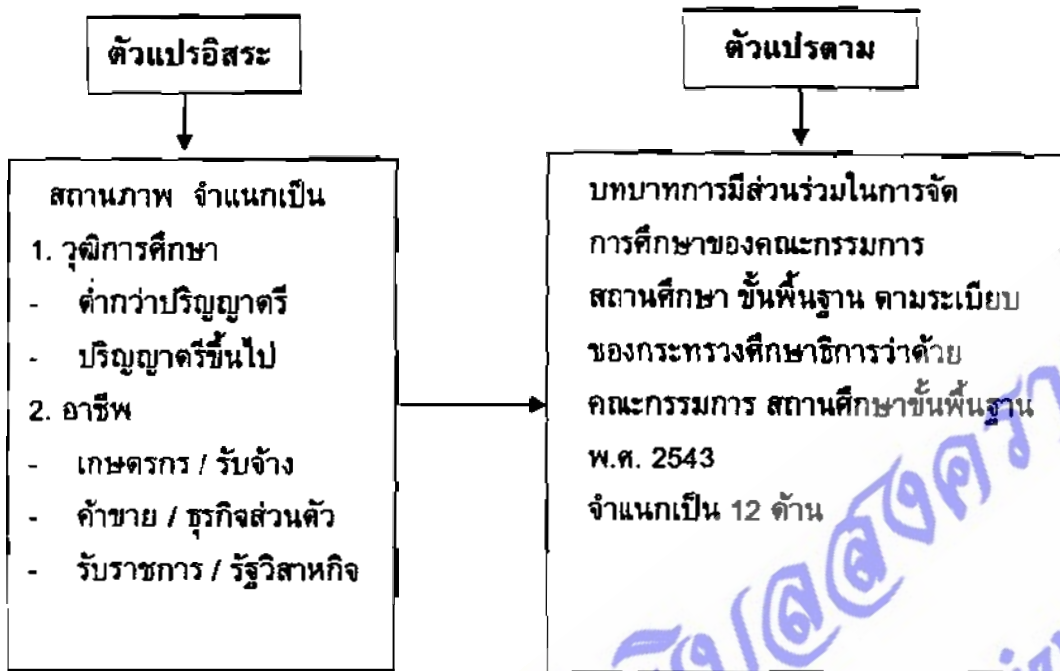 ตัวแปรอิสระ
ตัวแปรตาม
สถานภาพ จำแนกเป็น
1. วุฒิการศึกษา
- ต่ำกว่าปริญญาตรี
- ปริญญาตรีขึ้นไป
2. อาชีพ
- เกษตรกร / รับจ้าง
- ค้าขาย / ธุรกิจส่วนตัว
- รับราชการ / รัฐวิสาหกิจ
บทบาทการมีส่วนร่วมในการจัด
การศึกษาของคณะกรรมการ
สถานศึกษา ขั้นพื้นฐาน ตามระเบียบ
ของกระทรวงศึกษาธิการว่าด้วย
คณะกรรมการ สถานศึกษาขั้นพื้นฐาน
พ.ศ. 2543
จำแนกเป็น 12 ด้าน